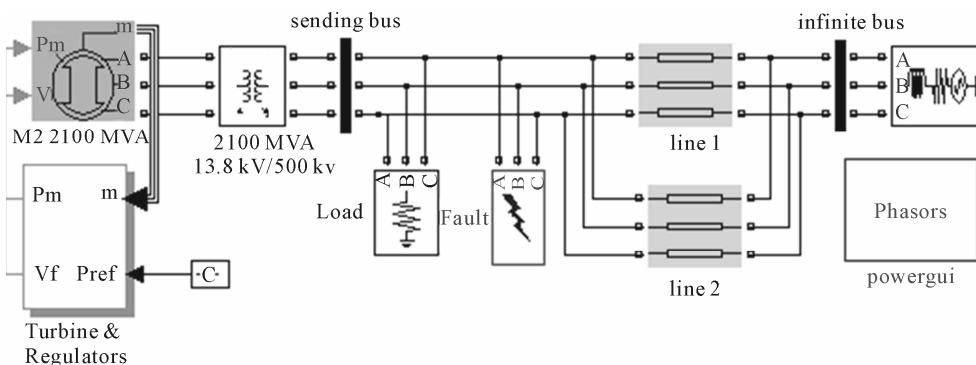 m
Pm
A
B
Vf
C
M2 2100 MVA
2100 MVA
13.8 kV/500 kv
sending bus
infinite bus
A
B
C
line 1
A B C
Load
A B C
Fault
line 2
Phasors
powergui
Pm
m
Vf
Pref
-C-
Turbine &
Regulators